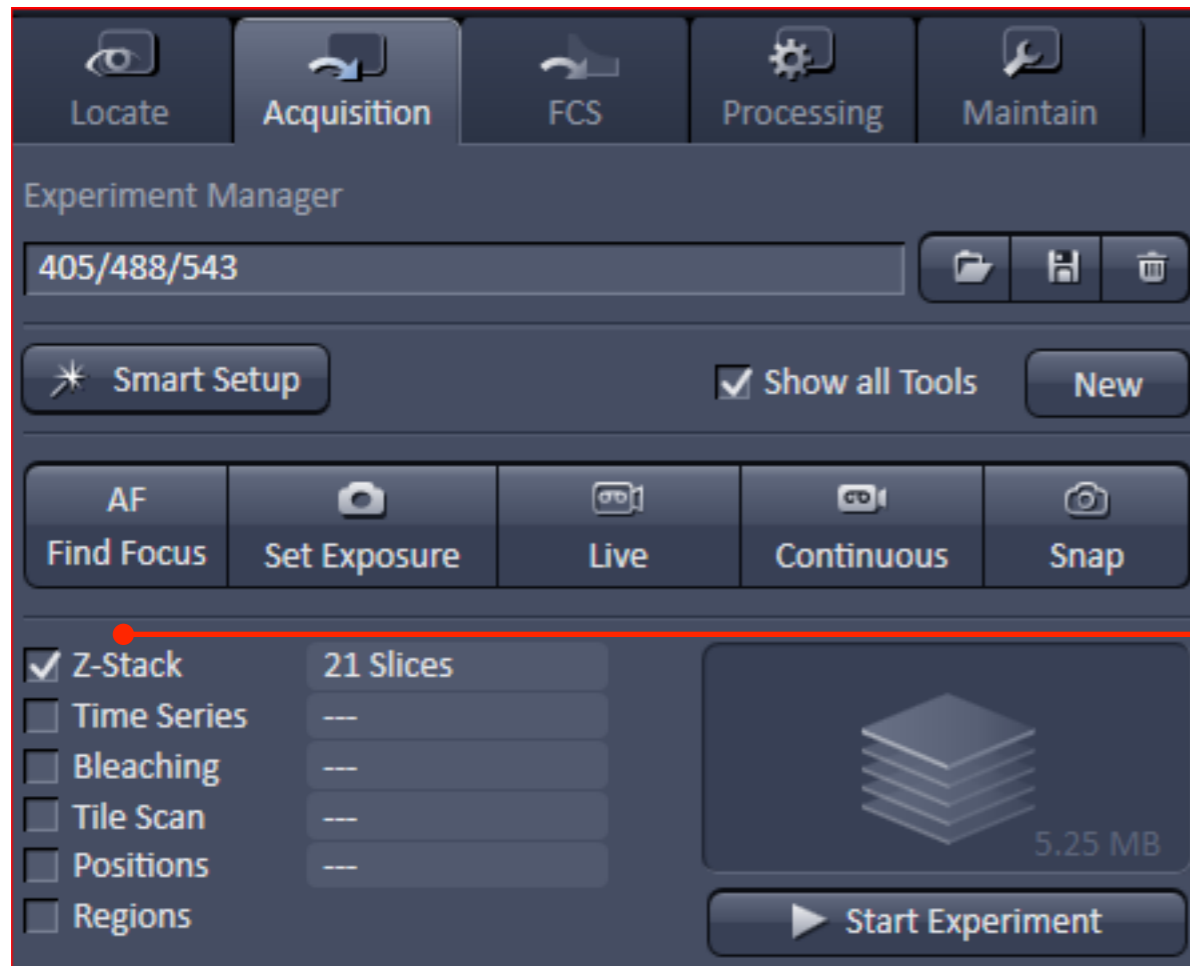 Locate Acquisition FCS Processing Maintain
Experiment Manager
405/488/543
Smart Setup Show all Tools New
AF
Find Focus Set Exposure Live Continuous Snap
Z-Stack 21 Slices
Time Series ---
Bleaching ---
Tile Scan ---
Positions ---
5.25 MB
Regions
Start Experiment